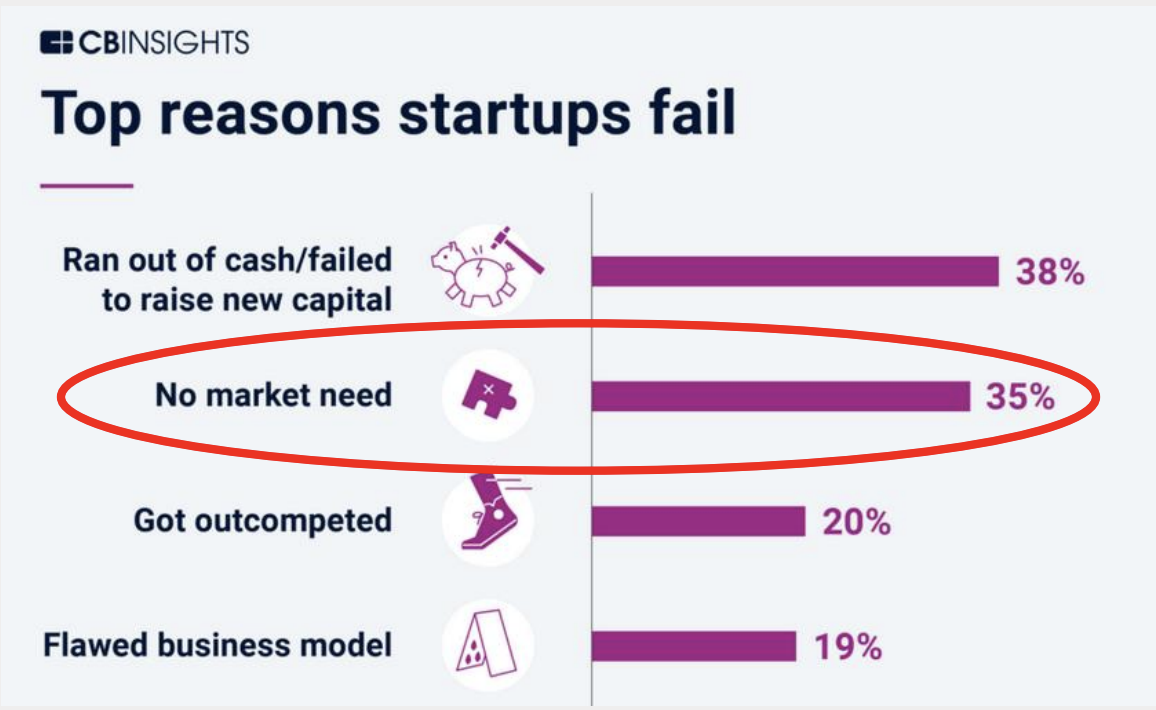 CBINSIGHTS
Top reasons startups fail
Ran out of cash/failed
to raise new capital
38%
No market need
35%
Got outcompeted
20%
Flawed business model
19%